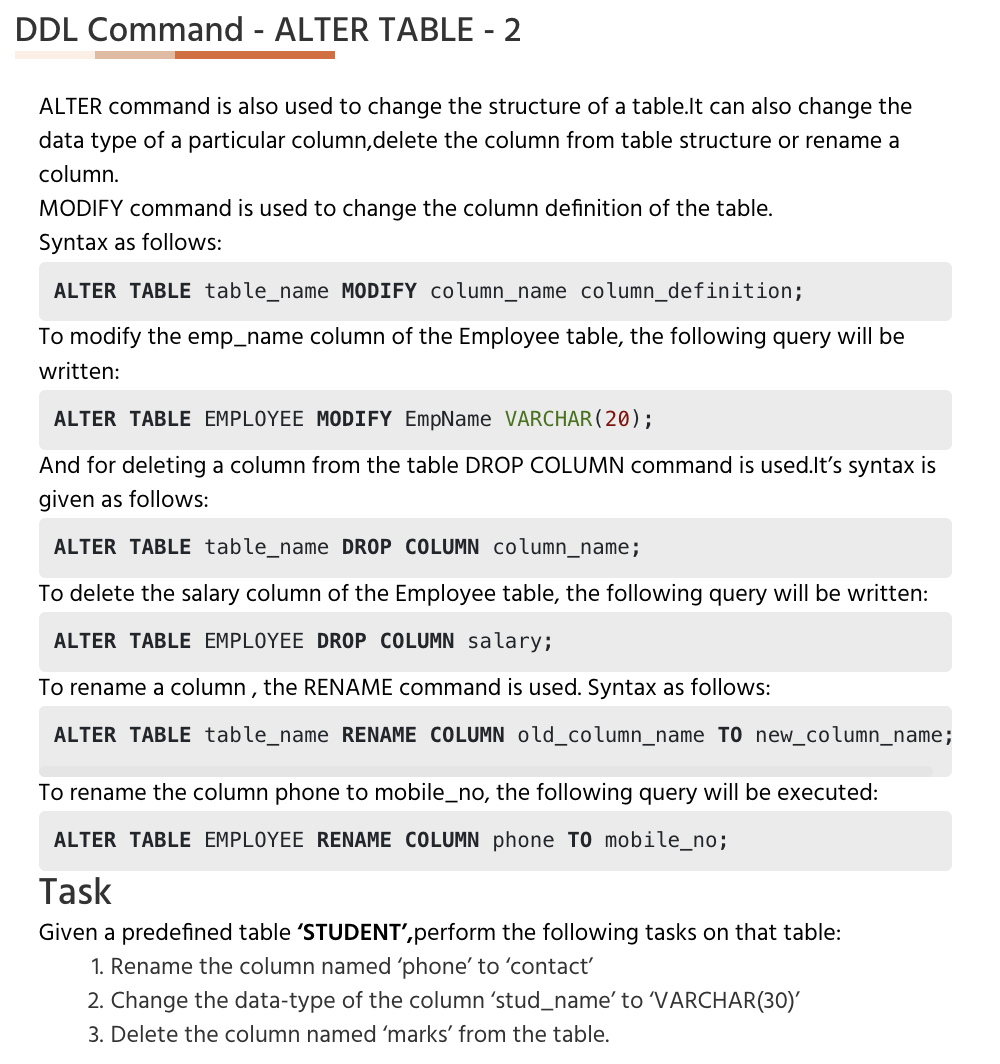 DDL Command - ALTER TABLE - 2
ALTER command is also used to change the structure of a table.It can also change the
data type of a particular column,delete the column from table structure or rename a
column.
MODIFY command is used to change the column definition of the table.
Syntax as follows:
ALTER TABLE table_name MODIFY column_name column_definition;
To modify the emp_name column of the Employee table, the following query will be
written:
ALTER TABLE EMPLOYEE MODIFY EmpName VARCHAR(20);
And for deleting a column from the table DROP COLUMN command is used.It’s syntax is
given as follows:
ALTER TABLE table_name DROP COLUMN column_name;
To delete the salary column of the Employee table, the following query will be written:
ALTER TABLE EMPLOYEE DROP COLUMN salary;
To rename a column , the RENAME command is used. Syntax as follows:
ALTER TABLE table_name RENAME COLUMN old_column_name TO new_column_name;
To rename the column phone to mobile_no, the following query will be executed:
ALTER TABLE EMPLOYEE RENAME COLUMN phone TO mobile_no;
Task
Given a predefined table ‘STUDENT’,perform the following tasks on that table:
1. Rename the column named ‘phone’ to ‘contact’
2. Change the data-type of the column ‘stud_name’ to ‘VARCHAR(30)’
3. Delete the column named ‘marks’ from the table.